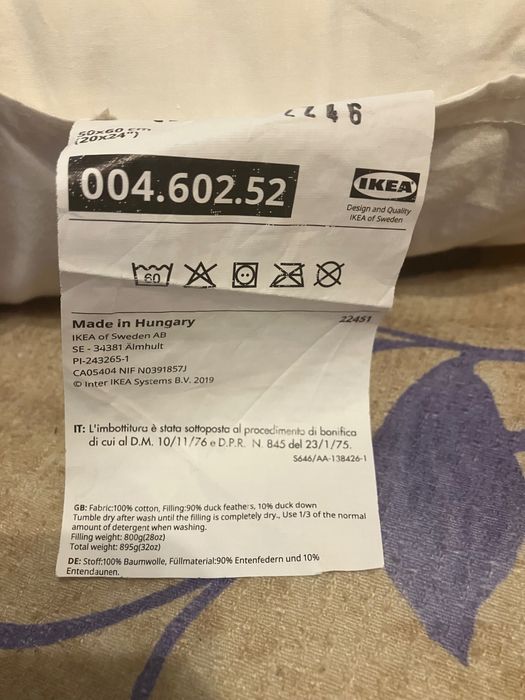 2246
50x60 cm
(20x24")
004.602.52
IKEA
Design and Quality
IKEA of Sweden
60
Made in Hungary
22451
IKEA of Sweden AB
SE - 34381 Älmhult
PI-243265-1
CA05404 NIF N0391857J
© Inter IKEA Systems B.V. 2019
IT: L'imbottitura è stata sottoposta al procedimento di bonifica
di cui al D.M. 10/11/76 e D.P.R. N. 845 del 23/1/75.
S646/AA-138426-1
GB: Fabric:100% cotton, Filling:90% duck feathers, 10% duck down
Tumble dry after wash until the filling is completely dry., Use 1/3 of the normal
amount of detergent when washing.
Filling weight: 800g(28oz)
Total weight: 895g(32oz)
DE: Stoff:100% Baumwolle, Füllmaterial:90% Entenfedern und 10%
Entendaunen.